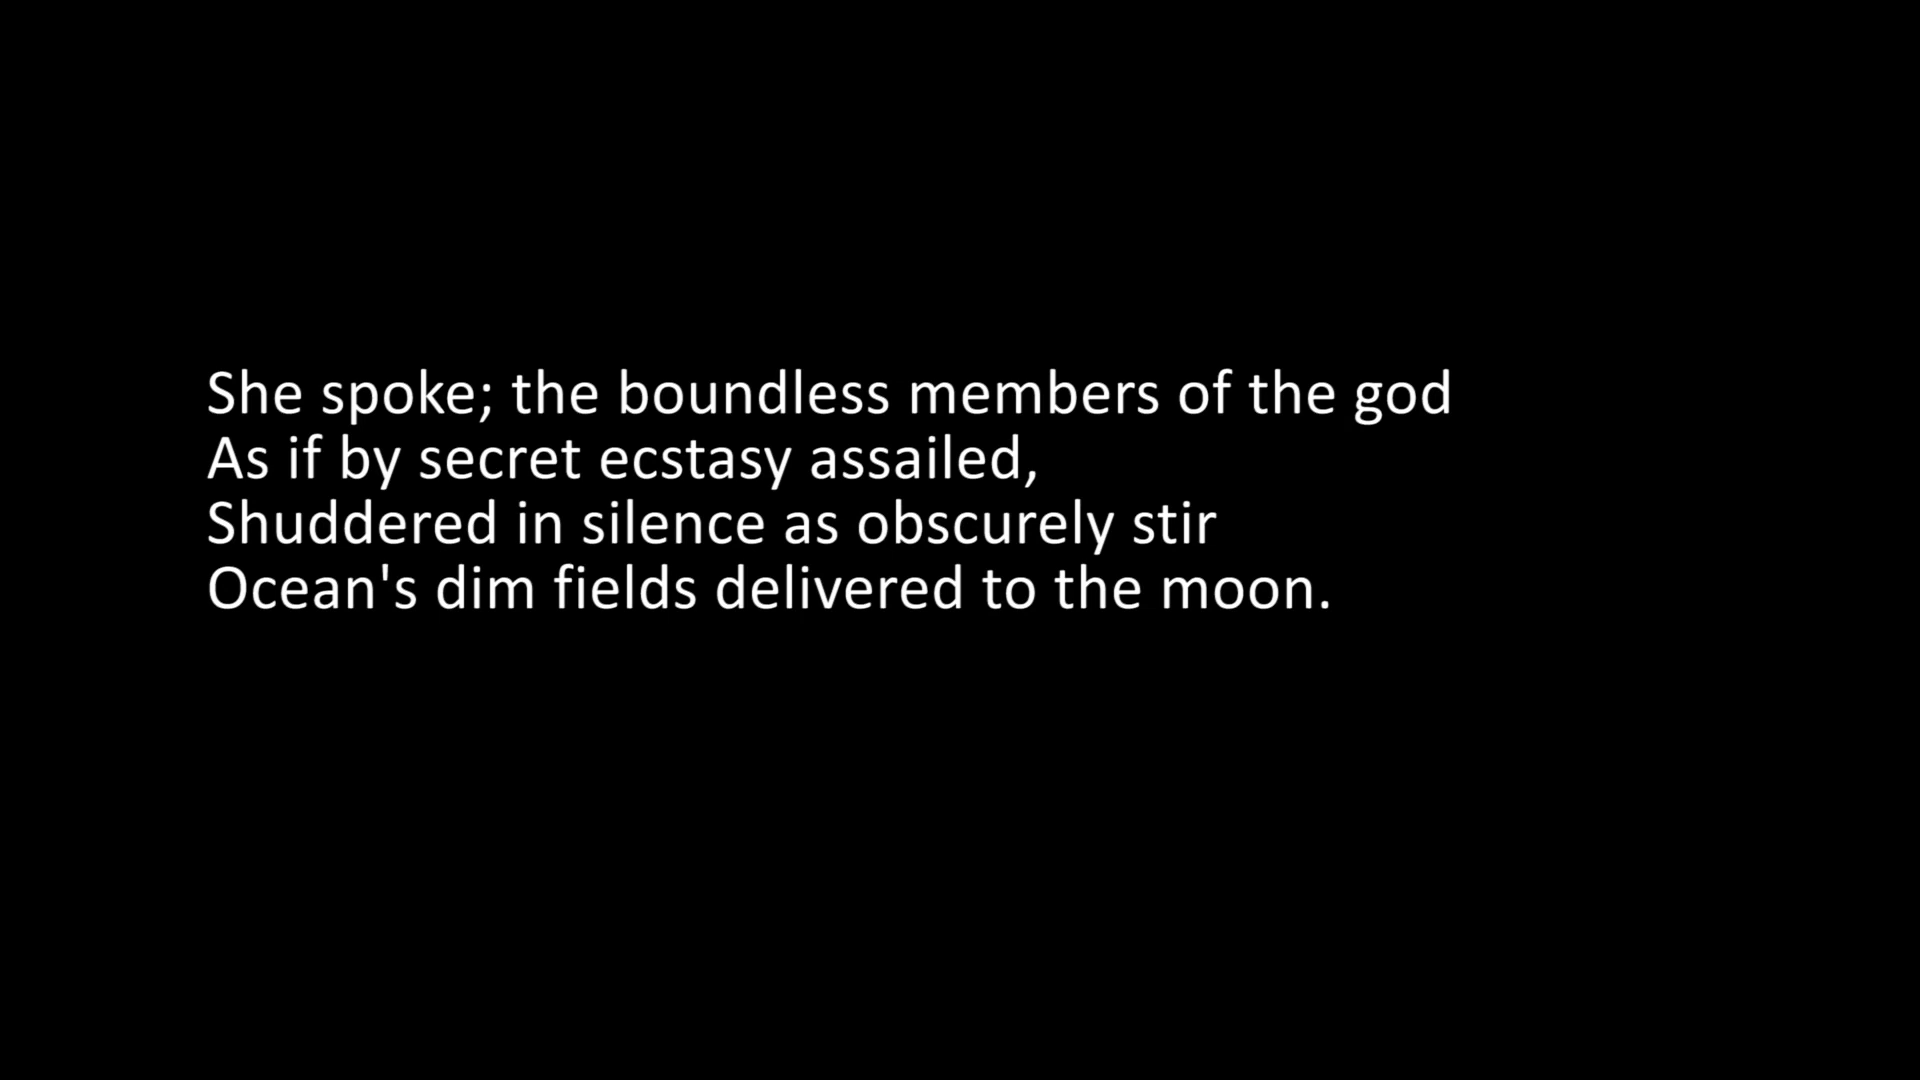 She spoke; the boundless members of the god
As if by secret ecstasy assailed,
Shuddered in silence as obscurely stir
Ocean's dim fields delivered to the moon.